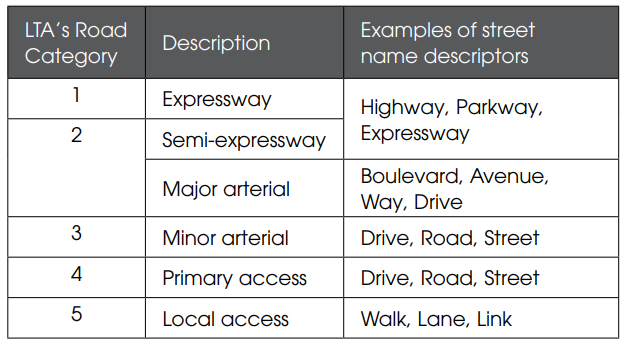 LTA's Road
Category
Description
Examples of street
name descriptors
1
Expressway
Highway, Parkway,
Expressway
2
Semi-expressway
Major arterial
Boulevard, Avenue,
Way, Drive
3
Minor arterial
Drive, Road, Street
4
Primary access
Drive, Road, Street
5
Local access
Walk, Lane, Link